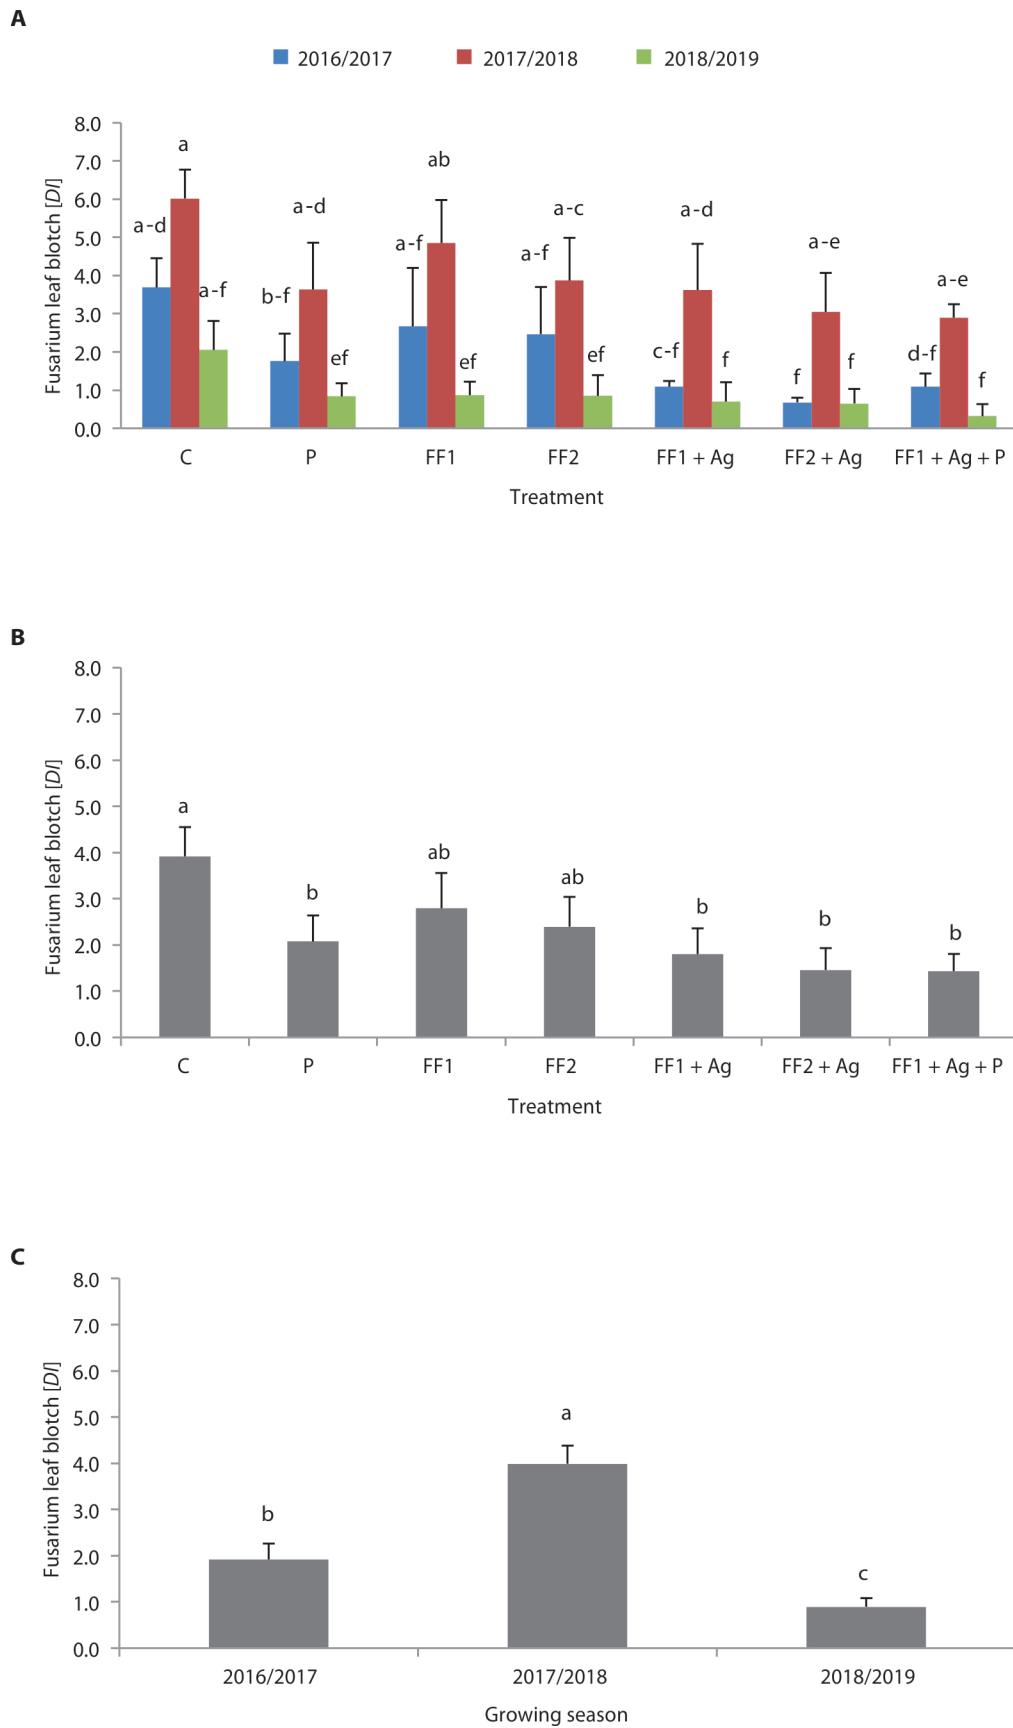 A
2016/2017 2017/2018 2018/2019
Fusarium leaf blotch [DI]
8.0
7.0
6.0
5.0
4.0
3.0
2.0
1.0
0.0
a-d a a-f
b-f a-d ef
a-f ab ef
a-f a-c ef
c-f a-d f
f a-e f
d-f a-e f
C P FF1 FF2 FF1 + Ag FF2 + Ag FF1 + Ag + P
Treatment
B
Fusarium leaf blotch [DI]
8.0
7.0
6.0
5.0
4.0
3.0
2.0
1.0
0.0
a b ab ab b b b
C P FF1 FF2 FF1 + Ag FF2 + Ag FF1 + Ag + P
Treatment
C
Fusarium leaf blotch [DI]
8.0
7.0
6.0
5.0
4.0
3.0
2.0
1.0
0.0
b a c
2016/2017 2017/2018 2018/2019
Growing season